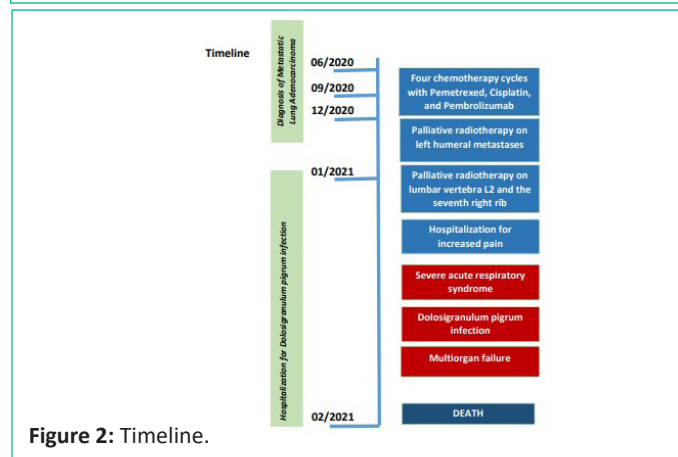 Timeline
Diagnosis of Metastatic
Lung Adenocarcinoma
06/2020
09/2020
12/2020
Four chemotherapy cycles
with Pemetrexed, Cisplatin,
and Pembrolizumab
Palliative radiotherapy on
left humeral metastases
Hospitalization for Dolosigranulum pigrum infection
01/2021
Palliative radiotherapy on
lumbar vertebra L2 and the
seventh right rib
Hospitalization for
increased pain
Severe acute respiratory
syndrome
Dolosigranulum pigrum
infection
Multiorgan failure
02/2021
DEATH
Figure 2: Timeline.